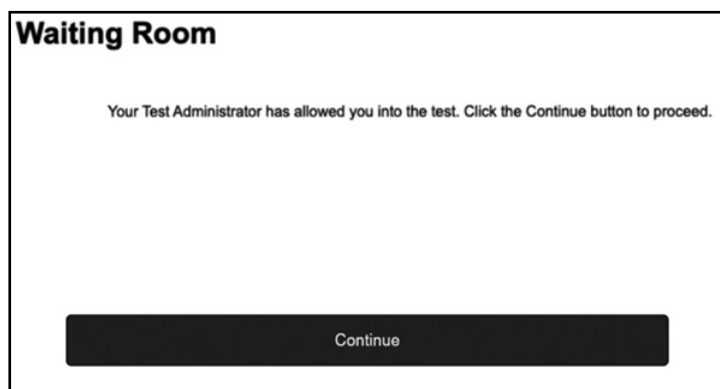 Waiting Room
Your Test Administrator has allowed you into the test. Click the Continue button to proceed.
Continue